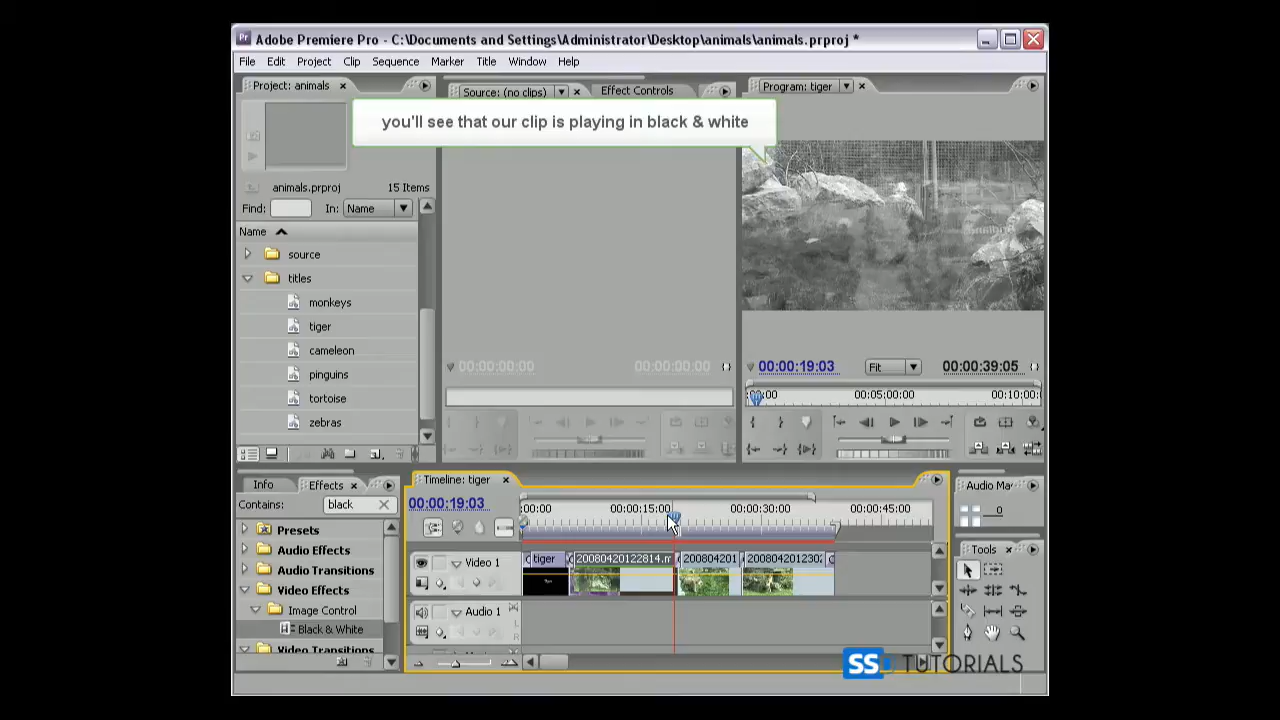 Adobe Premiere Pro - C:\Documents and Settings\Administrator\Desktop\animals\animals.prproj *
File Edit Project Clip Sequence Marker Title Window Help
Project: animals
Source: (no clips) Effect Controls
Program: tiger
you'll see that our clip is playing in black & white
animals.prproj 15 Items
Find: In: Name
Name
source
titles
monkeys
tiger
cameleon
pinguins
tortoise
zebras
00:00:00:00 00:00:00:00
00:00:19:03 Fit 00:00:39:05
:00:00 00:05:00:00 00:10:00:
Info Effects
Contains: black
Presets
Audio Effects
Audio Transitions
Video Effects
Image Control
Black & White
Video Transitions
Timeline: tiger
00:00:19:03
:00:00 00:00:15:00 00:00:30:00 00:00:45:00
Video 1
tiger 20080420122814.m 200804201 2008042012302:
Audio 1
Audio Ma
0
Tools
SS TUTORIALS